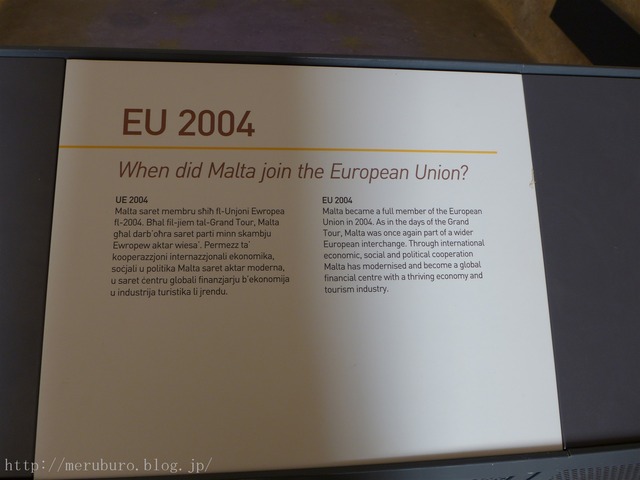 EU 2004
When did Malta join the European Union?
UE 2004
Malta saret membru sħiħ fl-Unjoni Ewropea
fl-2004. Bħal fil-jiem tal-Grand Tour, Malta
għal darb'oħra saret parti minn skambju
Ewropew aktar wiesa'. Permezz ta'
kooperazzjoni internazzjonali ekonomika,
soċjali u politika Malta saret aktar moderna,
u saret ċentru globali finanzjarju b'ekonomija
u industrija turistika li jrendu.
EU 2004
Malta became a full member of the European
Union in 2004. As in the days of the Grand
Tour, Malta was once again part of a wider
European interchange. Through international
economic, social and political cooperation
Malta has modernised and become a global
financial centre with a thriving economy and
tourism industry.
http://meruburo.blog.jp/